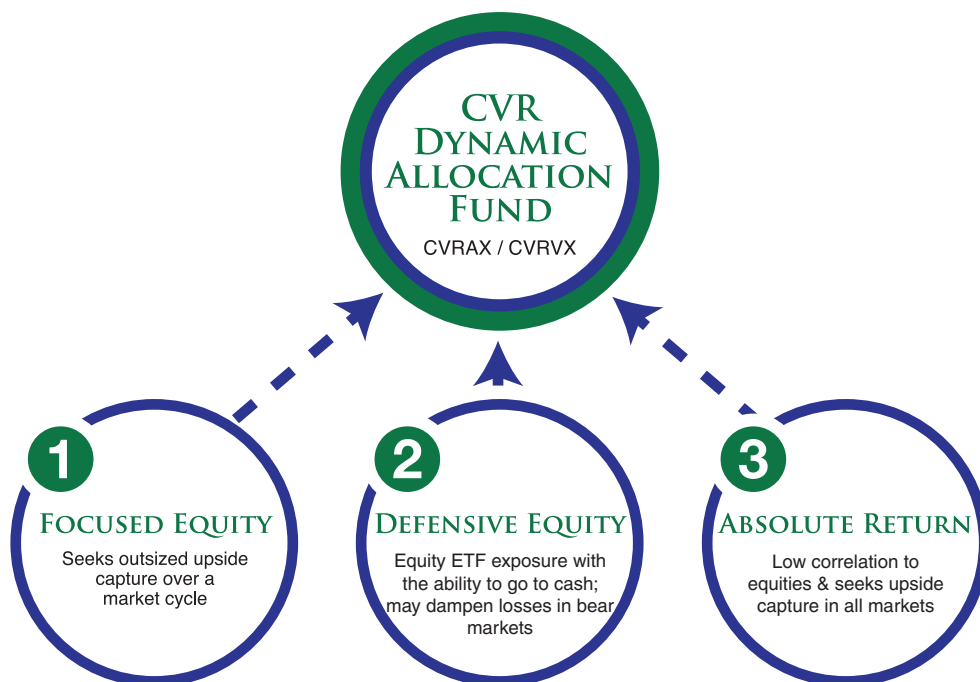 CVR
DYNAMIC
ALLOCATION
FUND
CVRAX / CVRVX
1
FOCUSED EQUITY
Seeks outsized upside
capture over a
market cycle
2
DEFENSIVE EQUITY
Equity ETF exposure with
the ability to go to cash;
may dampen losses in bear
markets
3
ABSOLUTE RETURN
Low correlation to
equities & seeks upside
capture in all markets